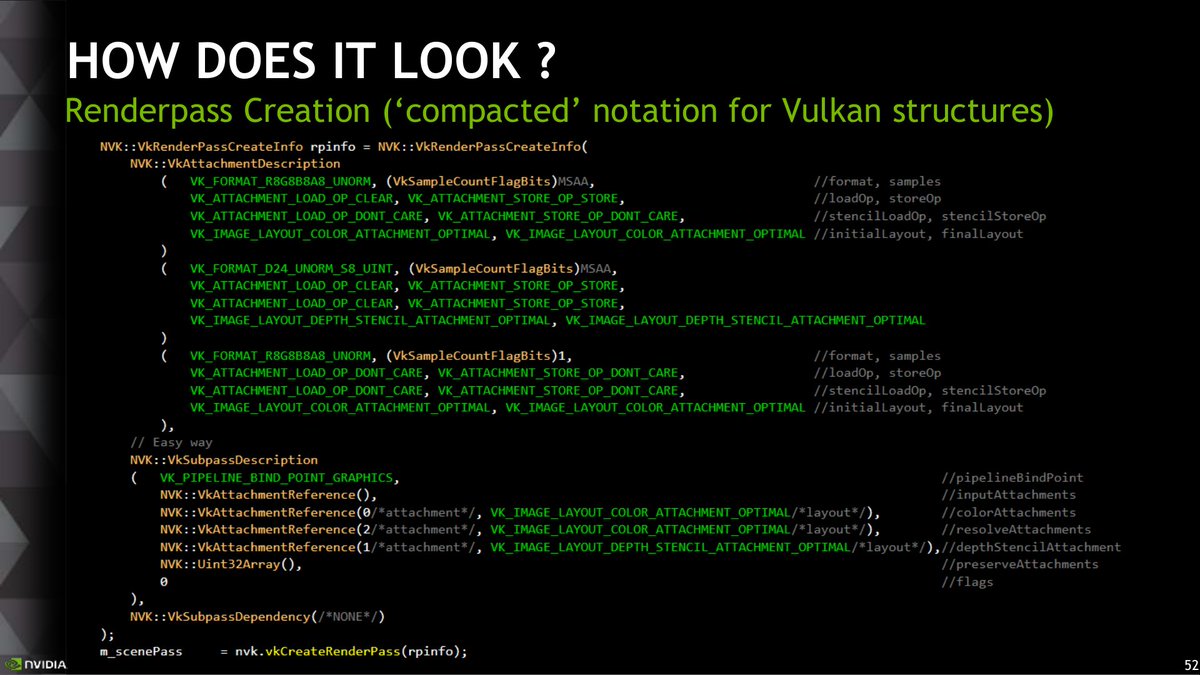 HOW DOES IT LOOK ?
Renderpass Creation (‘compacted’ notation for Vulkan structures)
NVK::VkRenderPassCreateInfo rpinfo = NVK::VkRenderPassCreateInfo(
NVK::VkAttachmentDescription
( VK_FORMAT_R8G8B8A8_UNORM, (VkSampleCountFlagBits)MSAA, //format, samples
VK_ATTACHMENT_LOAD_OP_CLEAR, VK_ATTACHMENT_STORE_OP_STORE, //loadOp, storeOp
VK_ATTACHMENT_LOAD_OP_DONT_CARE, VK_ATTACHMENT_STORE_OP_DONT_CARE, //stencilLoadOp, stencilStoreOp
VK_IMAGE_LAYOUT_COLOR_ATTACHMENT_OPTIMAL, VK_IMAGE_LAYOUT_COLOR_ATTACHMENT_OPTIMAL //initialLayout, finalLayout
)
( VK_FORMAT_D24_UNORM_S8_UINT, (VkSampleCountFlagBits)MSAA,
VK_ATTACHMENT_LOAD_OP_CLEAR, VK_ATTACHMENT_STORE_OP_STORE,
VK_ATTACHMENT_LOAD_OP_CLEAR, VK_ATTACHMENT_STORE_OP_STORE,
VK_IMAGE_LAYOUT_DEPTH_STENCIL_ATTACHMENT_OPTIMAL, VK_IMAGE_LAYOUT_DEPTH_STENCIL_ATTACHMENT_OPTIMAL
)
( VK_FORMAT_R8G8B8A8_UNORM, (VkSampleCountFlagBits)1, //format, samples
VK_ATTACHMENT_LOAD_OP_DONT_CARE, VK_ATTACHMENT_STORE_OP_DONT_CARE, //loadOp, storeOp
VK_ATTACHMENT_LOAD_OP_DONT_CARE, VK_ATTACHMENT_STORE_OP_DONT_CARE, //stencilLoadOp, stencilStoreOp
VK_IMAGE_LAYOUT_COLOR_ATTACHMENT_OPTIMAL, VK_IMAGE_LAYOUT_COLOR_ATTACHMENT_OPTIMAL //initialLayout, finalLayout
),
// Easy way
NVK::VkSubpassDescription
( VK_PIPELINE_BIND_POINT_GRAPHICS, //pipelineBindPoint
NVK::VkAttachmentReference(), //inputAttachments
NVK::VkAttachmentReference(0/*attachment*/, VK_IMAGE_LAYOUT_COLOR_ATTACHMENT_OPTIMAL/*layout*/), //colorAttachments
NVK::VkAttachmentReference(2/*attachment*/, VK_IMAGE_LAYOUT_COLOR_ATTACHMENT_OPTIMAL/*layout*/), //resolveAttachments
NVK::VkAttachmentReference(1/*attachment*/, VK_IMAGE_LAYOUT_DEPTH_STENCIL_ATTACHMENT_OPTIMAL/*layout*/),//depthStencilAttachment
NVK::Uint32Array(), //preserveAttachments
0 //flags
),
NVK::VkSubpassDependency(/*NONE*/)
);
m_scenePass = nvk.vkCreateRenderPass(rpinfo);
NVIDIA
52